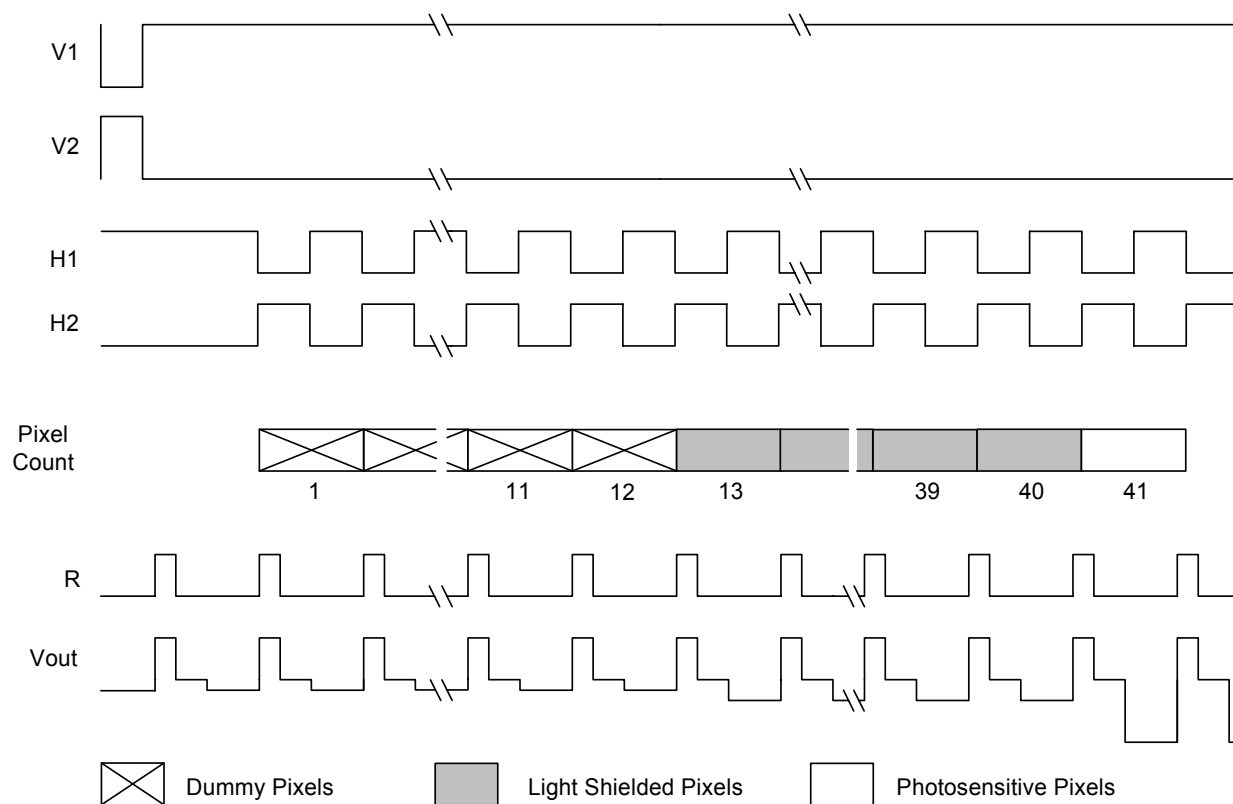 V1
V2
H1
H2
Pixel
Count
1 11 12 13 39 40 41
R
Vout
Dummy Pixels Light Shielded Pixels Photosensitive Pixels